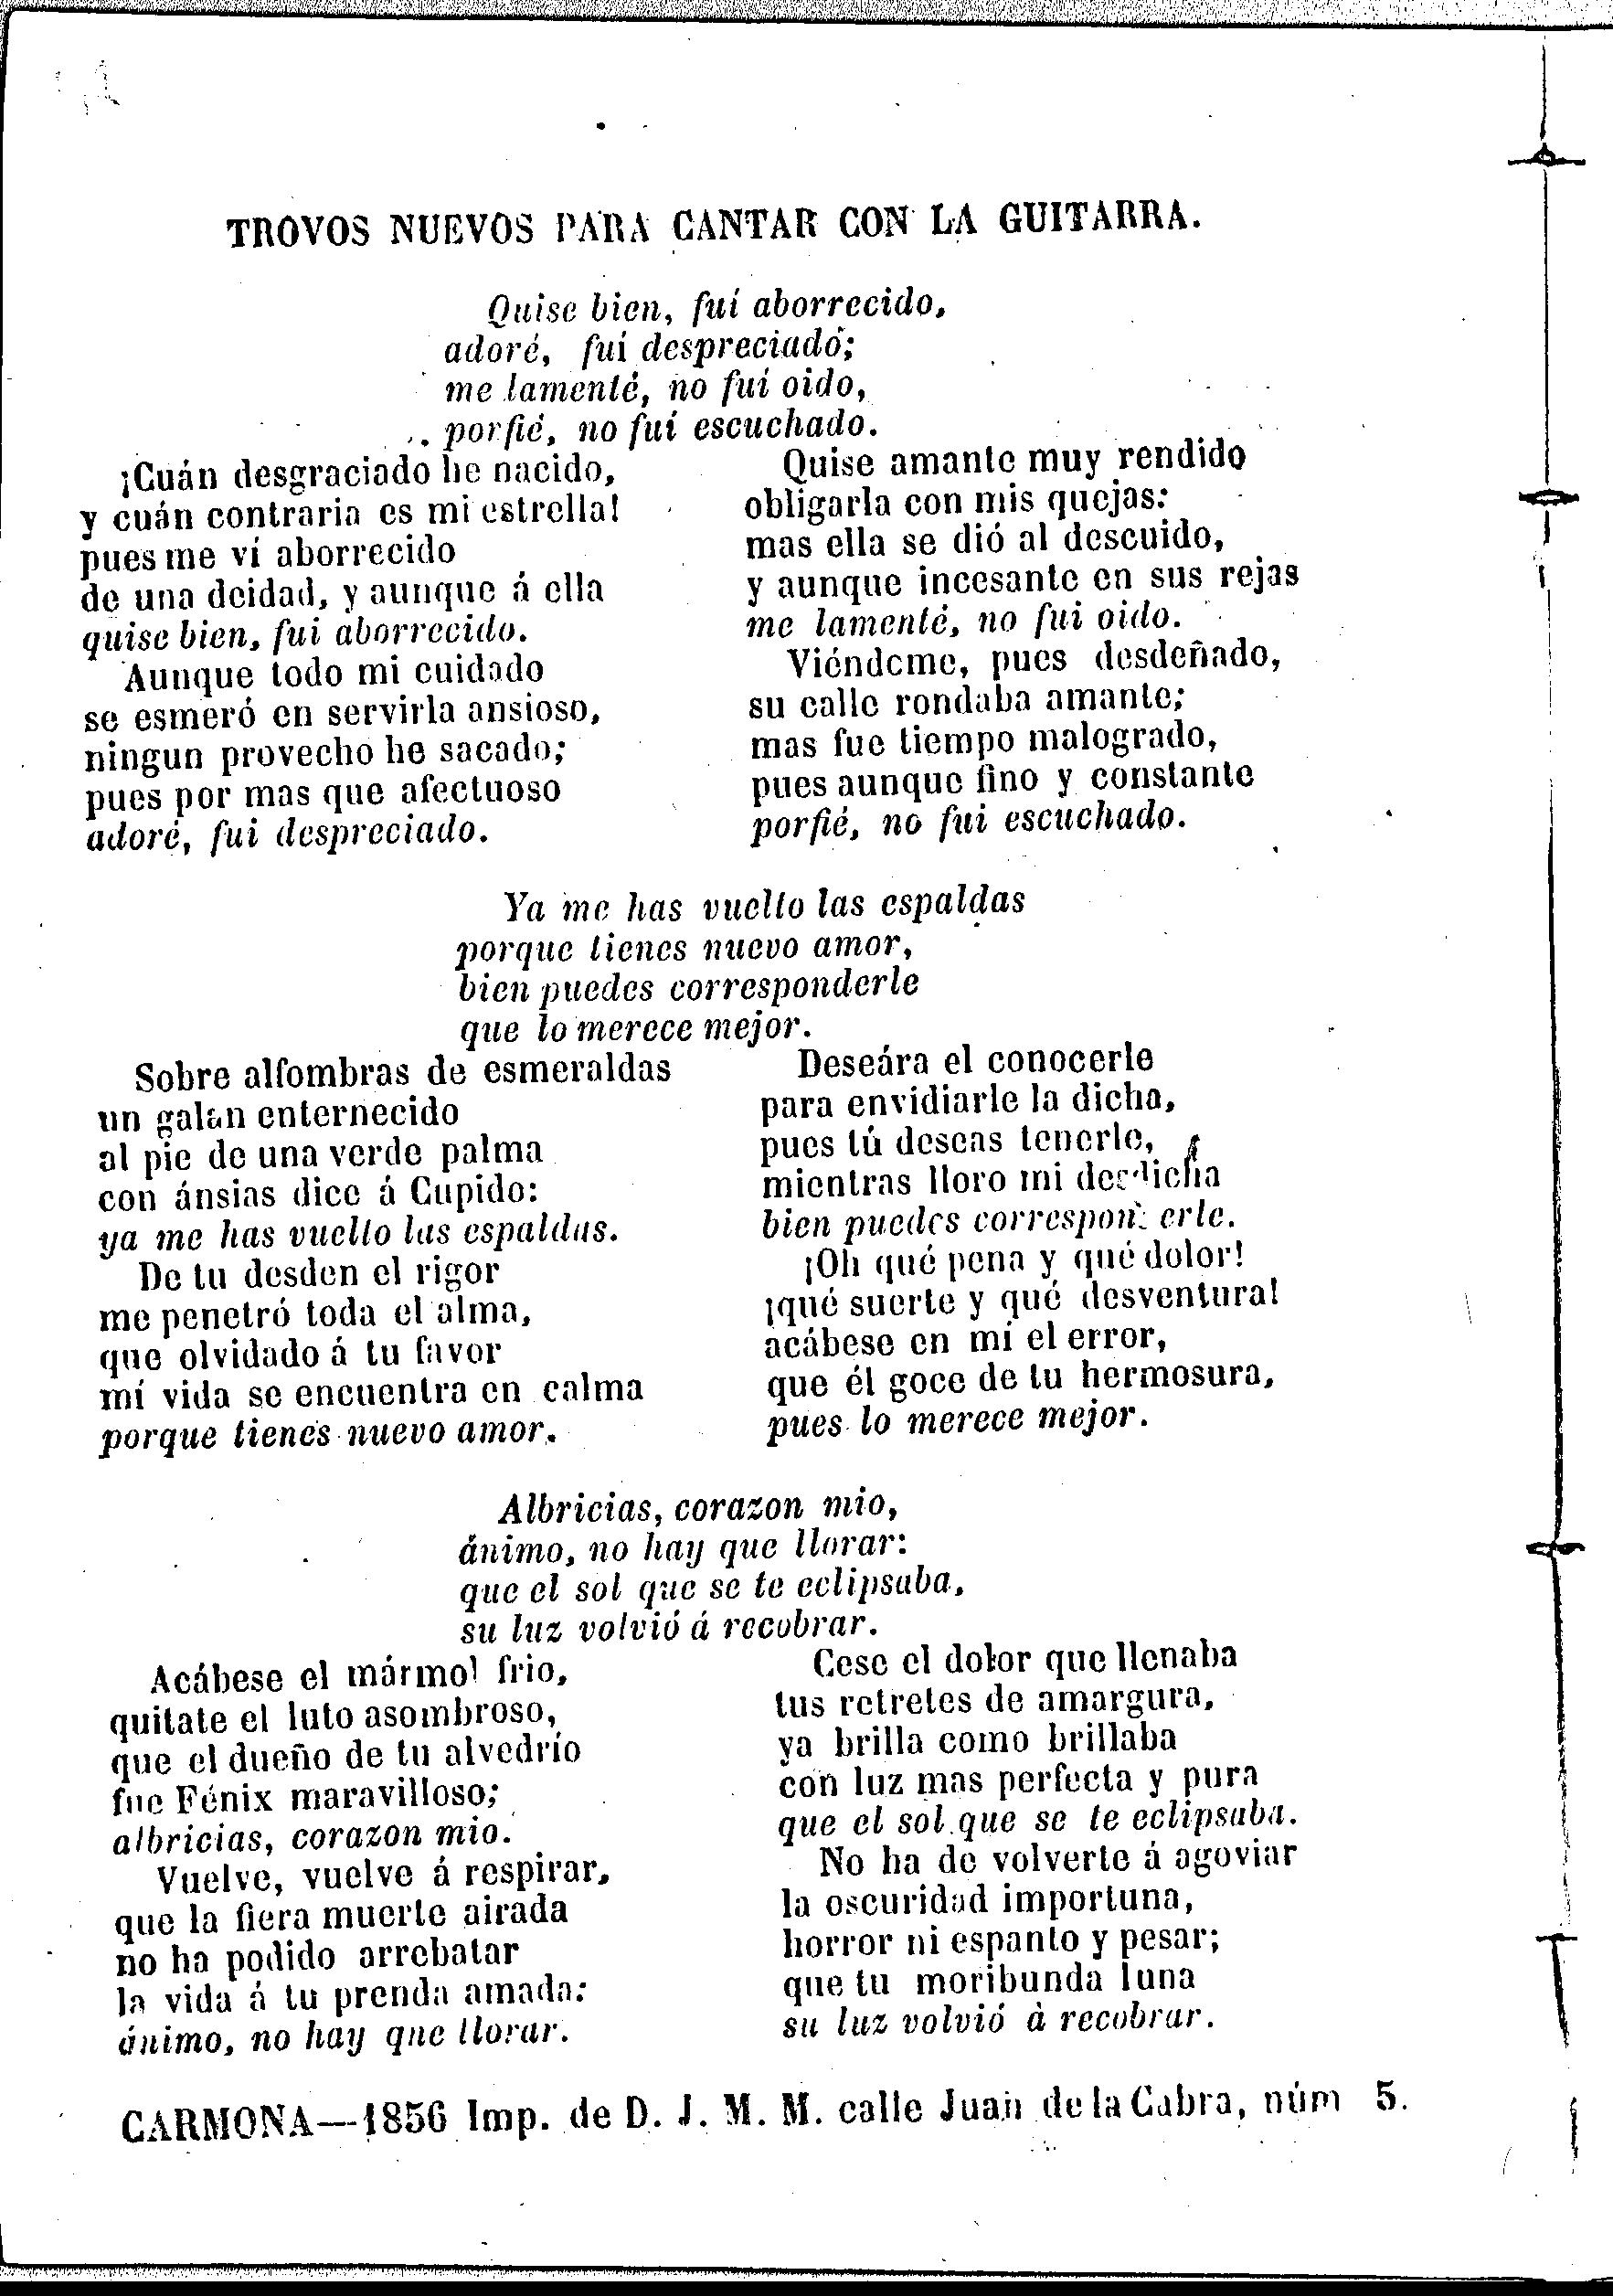 TROVOS NUEVOS PARA CANTAR CON LA GUITARRA.
Quise bien, fuí aborrecido,
adoré, fui despreciado;
me lamenté, no fuí oido,
porfié, no fuí escuchado.
¡Cuán desgraciado he nacido,
y cuán contraria es mi estrella!
pues me ví aborrecido
de una deidad, y aunque á ella
quise bien, fui aborrecido.
Aunque todo mi cuidado
se esmeró en servirla ansioso,
ningun provecho he sacado;
pues por mas que afectuoso
adoré, fui despreciado.
Quise amante muy rendido
obligarla con mis quejas:
mas ella se dió al descuido,
y aunque incesante en sus rejas
me lamenté, no fui oido.
Viéndome, pues desdeñado,
su calle rondaba amante;
mas fue tiempo malogrado,
pues aunque fino y constante
porfié, no fui escuchado.
Ya me has vuelto las espaldas
porque tienes nuevo amor,
bien puedes corresponderle
que lo merece mejor.
Sobre alfombras de esmeraldas
un galan enternecido
al pie de una verde palma
con ánsias dice á Cupido:
ya me has vuelto las espaldas.
De tu desden el rigor
me penetró toda el alma,
que olvidado á tu favor
mí vida se encuentra en calma
porque tienes nuevo amor.
Deseára el conocerle
para envidiarle la dicha,
pues tú deseas tenerle,
mientras lloro mi desdicha
bien puedes corresponderle.
¡Oh qué pena y qué dolor!
¡qué suerte y qué desventura!
acábese en mí el error,
que él goce de tu hermosura,
pues lo merece mejor.
Albricias, corazon mio,
ánimo, no hay que llorar:
que el sol que se te eclipsaba,
su luz volvió á recobrar.
Acábese el mármol frio,
quitate el luto asombroso,
que el dueño de tu alvedrío
fue Fénix maravilloso;
albricias, corazon mio.
Vuelve, vuelve á respirar,
que la fiera muerte airada
no ha podido arrebatar
la vida á tu prenda amada:
ánimo, no hay que llorar.
Cese el dolor que llenaba
tus retretes de amargura,
ya brilla como brillaba
con luz mas perfecta y pura
que el sol que se te eclipsaba.
No ha de volverte á agoviar
la oscuridad importuna,
horror ni espanto y pesar;
que tu moribunda luna
su luz volvió à recobrar.
CARMONA—1856 Imp. de D. J. M. M. calle Juan de la Cabra, núm 5.